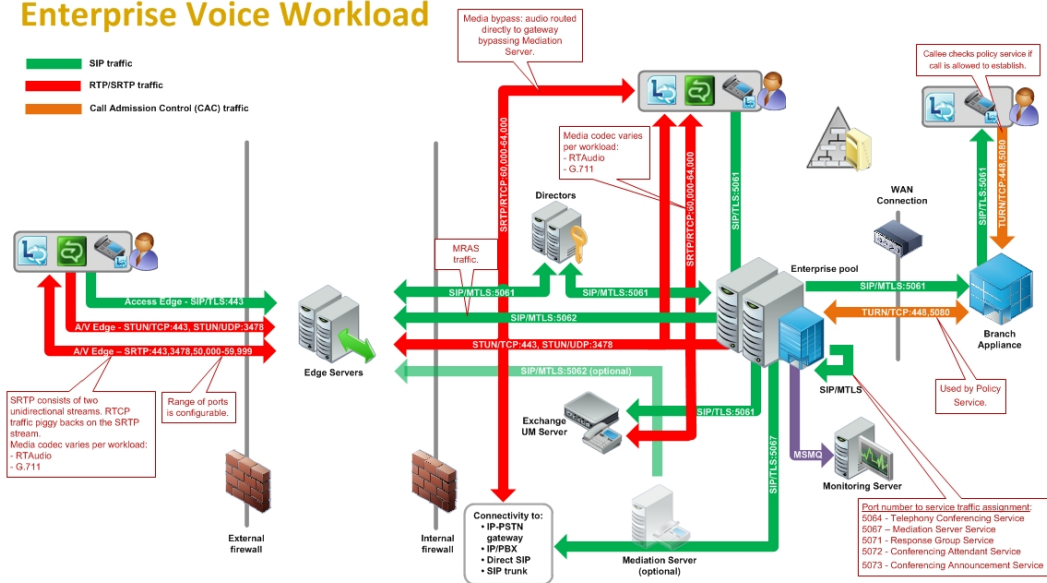 Enterprise Voice Workload
SIP traffic
RTP/SRTP traffic
Call Admission Control (CAC) traffic
Media bypass: audio routed
directly to gateway
bypassing Mediation
Server.
Callee checks policy service if
call is allowed to establish.
Media codec varies
per workload:
- RTAudio
- G.711
SRTP/RTCP:60,000-64,000
SRTP/RTCP:60,000-64,000
SIP/TLS:5061
SIP/TLS:5061
TURN/TCP:448,5080
WAN
Connection
Directors
MRAS
traffic.
Enterprise pool
SIP/MTLS:5061
SIP/MTLS:5061
SIP/MTLS:5061
Access Edge - SIP/TLS:443
SIP/MTLS:5062
TURN/TCP:448,5080
A/V Edge - STUN/TCP:443, STUN/UDP:3478
STUN/TCP:443, STUN/UDP:3478
Branch
Appliance
A/V Edge – SRTP:443,3478,50,000-59,999
Edge Servers
SIP/MTLS:5062 (optional)
SIP/MTLS
Used by Policy
Service.
SRTP consists of two
unidirectional streams. RTCP
traffic piggy backs on the SRTP
stream.
Media codec varies per workload:
- RTAudio
- G.711
Range of ports
is configurable.
Exchange
UM Server
SIP/TLS:5061
SIP/TLS:5067
MSMQ
Monitoring Server
Port number to service traffic assignment:
5064 - Telephony Conferencing Service
5067 – Mediation Server Service
5071 - Response Group Service
5072 - Conferencing Attendant Service
5073 - Conferencing Announcement Service
External
firewall
Internal
firewall
Connectivity to:
• IP-PSTN
gateway
• IP/PBX
• Direct SIP
• SIP trunk
Mediation Server
(optional)